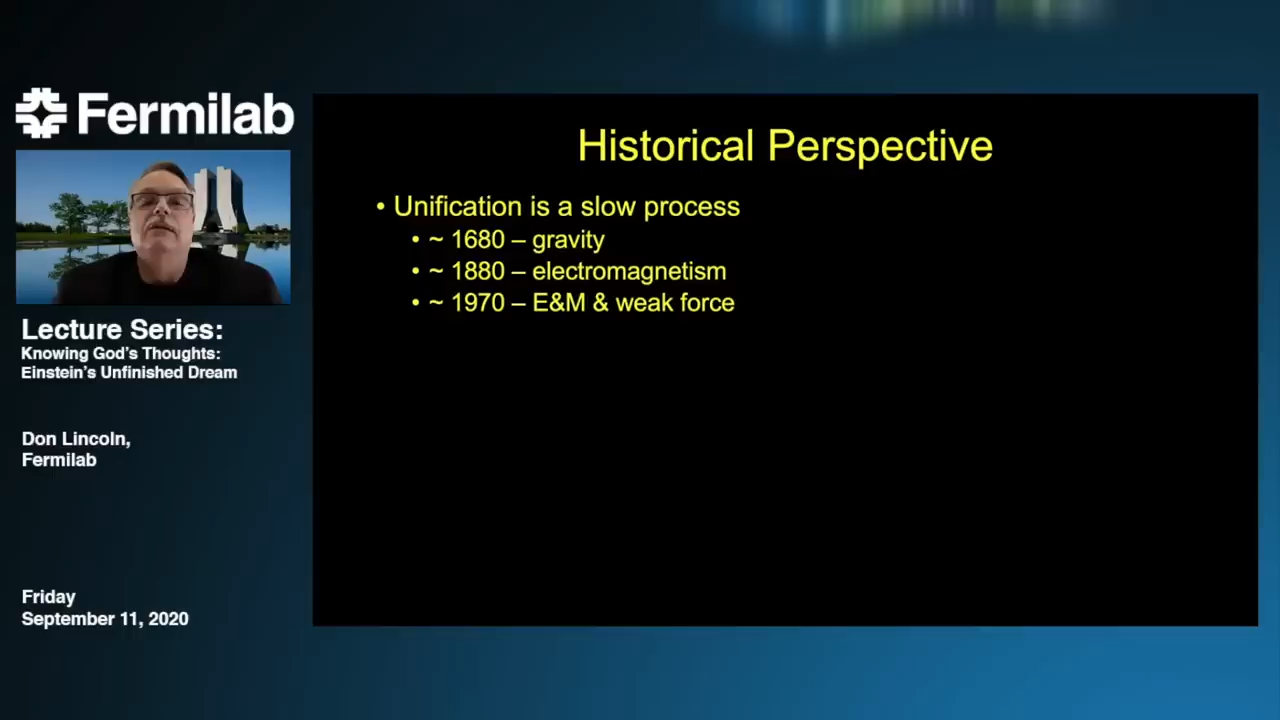 Fermilab
Lecture Series:
Knowing God's Thoughts:
Einstein's Unfinished Dream
Don Lincoln,
Fermilab
Friday
September 11, 2020
Historical Perspective
• Unification is a slow process
• ~ 1680 – gravity
• ~ 1880 – electromagnetism
• ~ 1970 – E&M & weak force